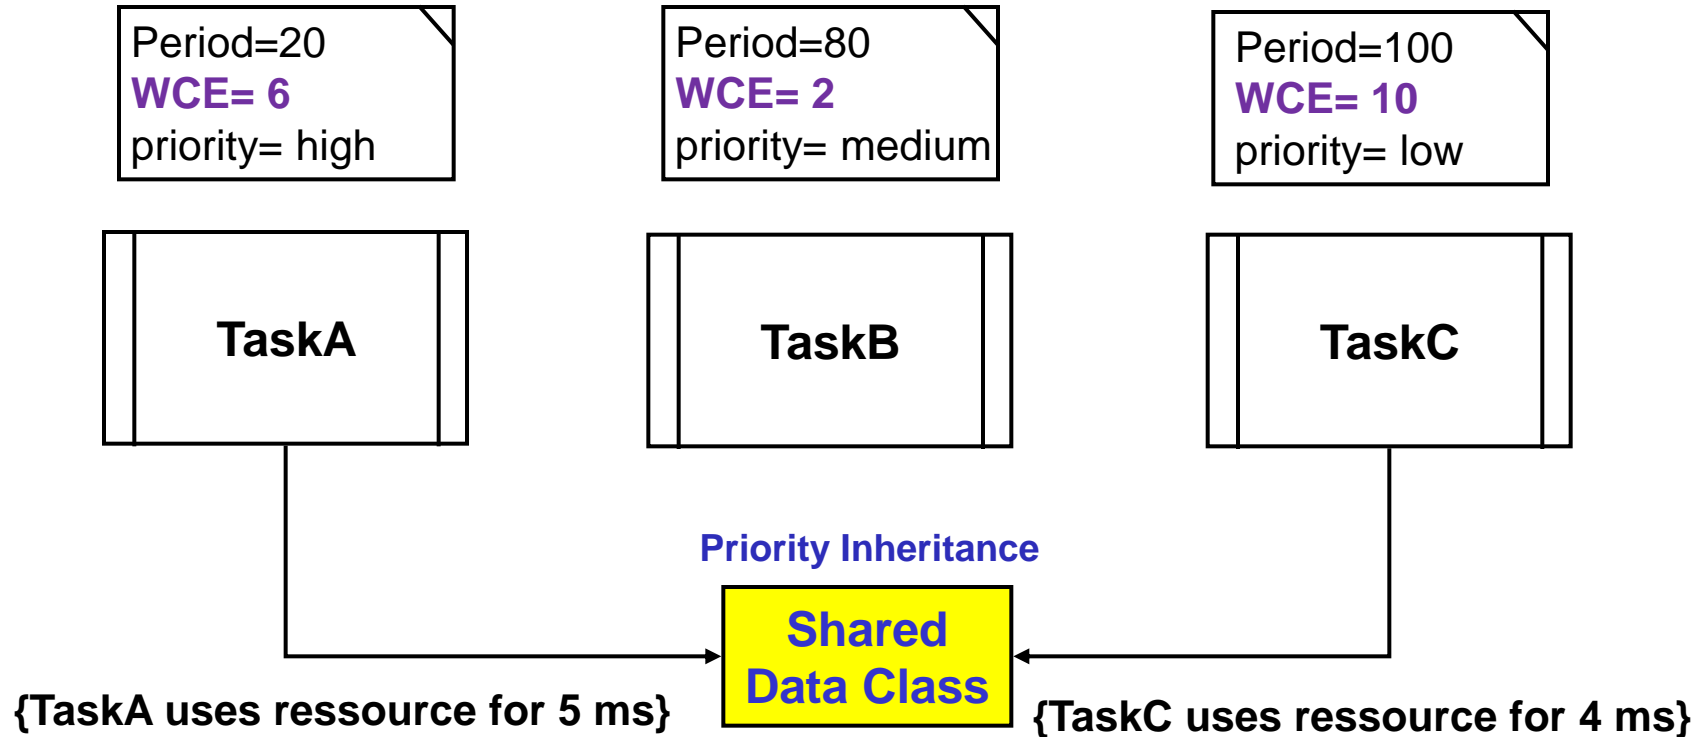 Period=20
WCE= 6
priority= high
Period=80
WCE= 2
priority= medium
Period=100
WCE= 10
priority= low
TaskA
TaskB
TaskC
Priority Inheritance
Shared
Data Class
{TaskA uses ressource for 5 ms}
{TaskC uses ressource for 4 ms}